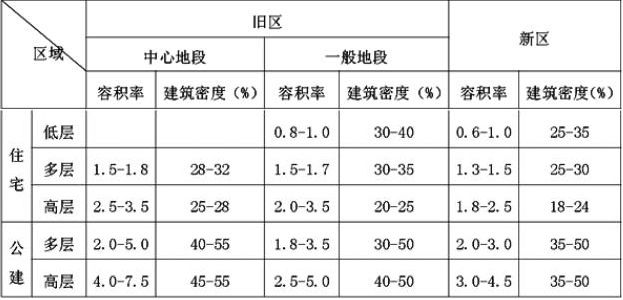 区域 旧区 新区
中心地段 一般地段
容积率 建筑密度（%） 容积率 建筑密度（%） 容积率 建筑密度(%)
住宅 低层 0.8-1.0 30-40 0.6-1.0 25-35
多层 1.5-1.8 28-32 1.5-1.7 30-35 1.3-1.5 25-30
高层 2.5-3.5 25-28 2.0-3.5 20-25 1.8-2.5 18-24
公建 多层 2.0-5.0 40-55 1.8-3.5 30-50 2.0-3.0 35-50
高层 4.0-7.5 45-55 2.5-5.0 40-50 3.0-4.5 35-50